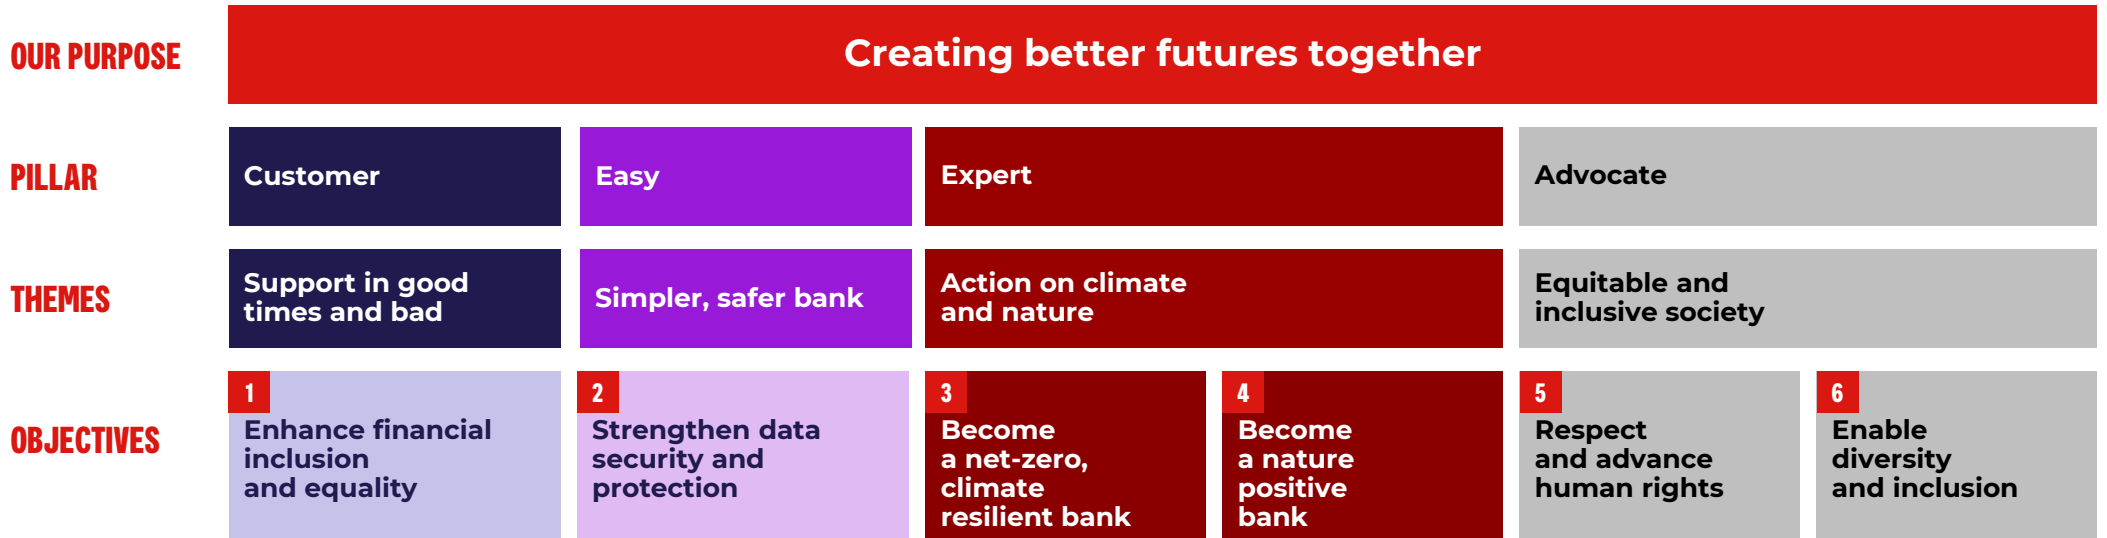 OUR PURPOSE
Creating better futures together
PILLAR
Customer
Easy
Expert
Advocate
THEMES
Support in good
times and bad
Simpler, safer bank
Action on climate
and nature
Equitable and
inclusive society
OBJECTIVES
1
Enhance financial
inclusion
and equality
2
Strengthen data
security and
protection
3
Become
a net-zero,
climate
resilient bank
4
Become
a nature
positive
bank
5
Respect
and advance
human rights
6
Enable
diversity
and inclusion